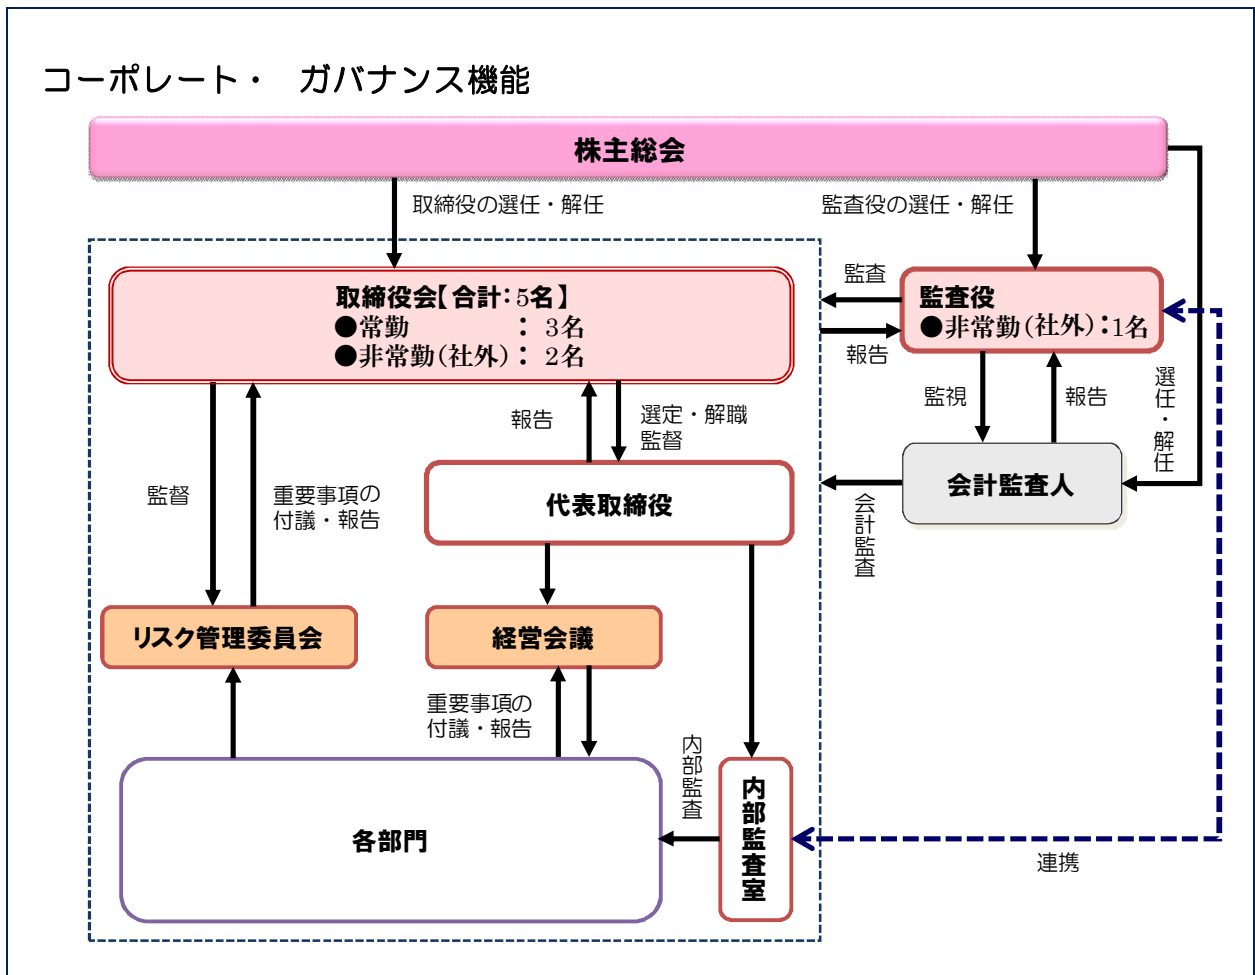 コーポレート・ ガバナンス機能
株主総会
取締役の選任・解任
監査役の選任・解任
取締役会【合計：5名】
●常勤 ： 3名
●非常勤(社外)： 2名
監査
報告
監査役
●非常勤(社外)：1名
選任・解任
監視
報告
報告
選定・解職
監督
会計監査人
会計監査
代表取締役
監督
重要事項の
付議・報告
リスク管理委員会
経営会議
重要事項の
付議・報告
内部監査
各部門
内部監査室
連携